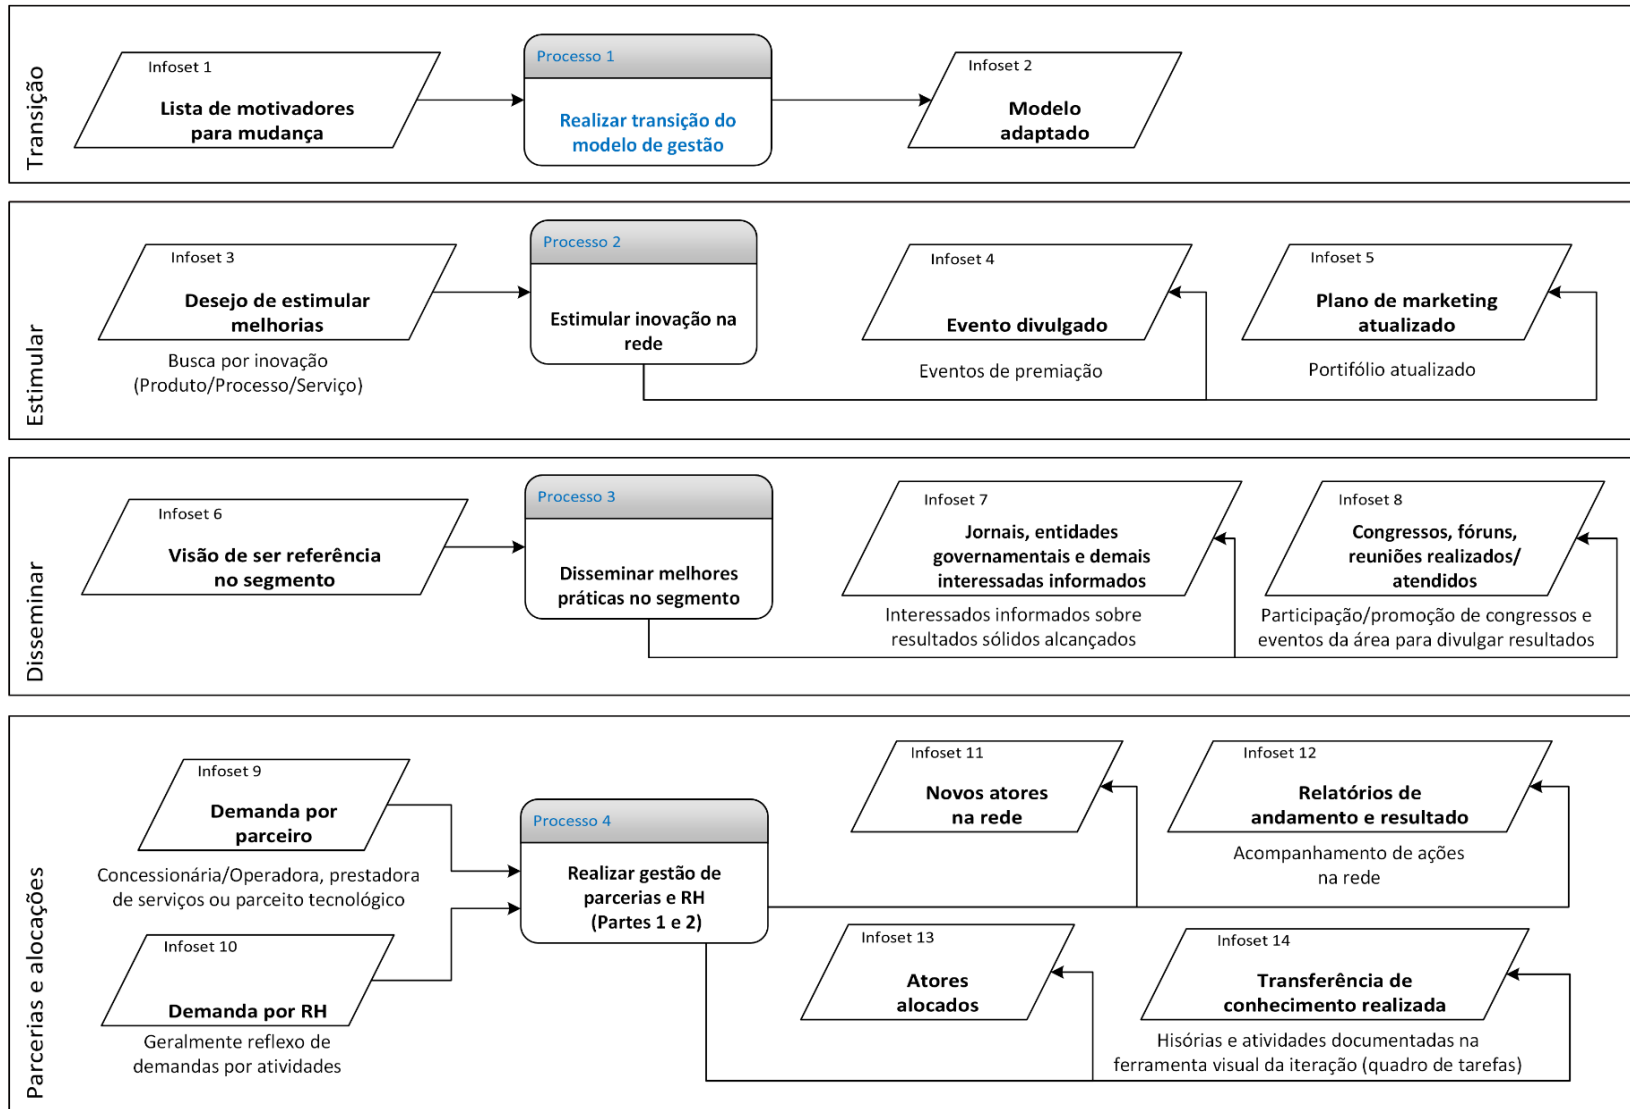 Transição
Infoset 1
Lista de motivadores
para mudança
Processo 1
Realizar transição do
modelo de gestão
Infoset 2
Modelo
adaptado
Estimular
Infoset 3
Desejo de estimular
melhorias
Busca por inovação
(Produto/Processo/Serviço)
Processo 2
Estimular inovação na
rede
Infoset 4
Evento divulgado
Eventos de premiação
Infoset 5
Plano de marketing
atualizado
Portifólio atualizado
Disseminar
Infoset 6
Visão de ser referência
no segmento
Processo 3
Disseminar melhores
práticas no segmento
Infoset 7
Jornais, entidades
governamentais e demais
interessadas informados
Interessados informados sobre
resultados sólidos alcançados
Infoset 8
Congressos, fóruns,
reuniões realizados/
atendidos
Participação/promoção de congressos e
eventos da área para divulgar resultados
Parcerias e alocações
Infoset 9
Demanda por
parceiro
Concessionária/Operadora, prestadora
de serviços ou parceito tecnológico
Infoset 10
Demanda por RH
Geralmente reflexo de
demandas por atividades
Processo 4
Realizar gestão de
parcerias e RH
(Partes 1 e 2)
Infoset 11
Novos atores
na rede
Infoset 12
Relatórios de
andamento e resultado
Acompanhamento de ações
na rede
Infoset 13
Atores
alocados
Infoset 14
Transferência de
conhecimento realizada
Hisórias e atividades documentadas na
ferramenta visual da iteração (quadro de tarefas)